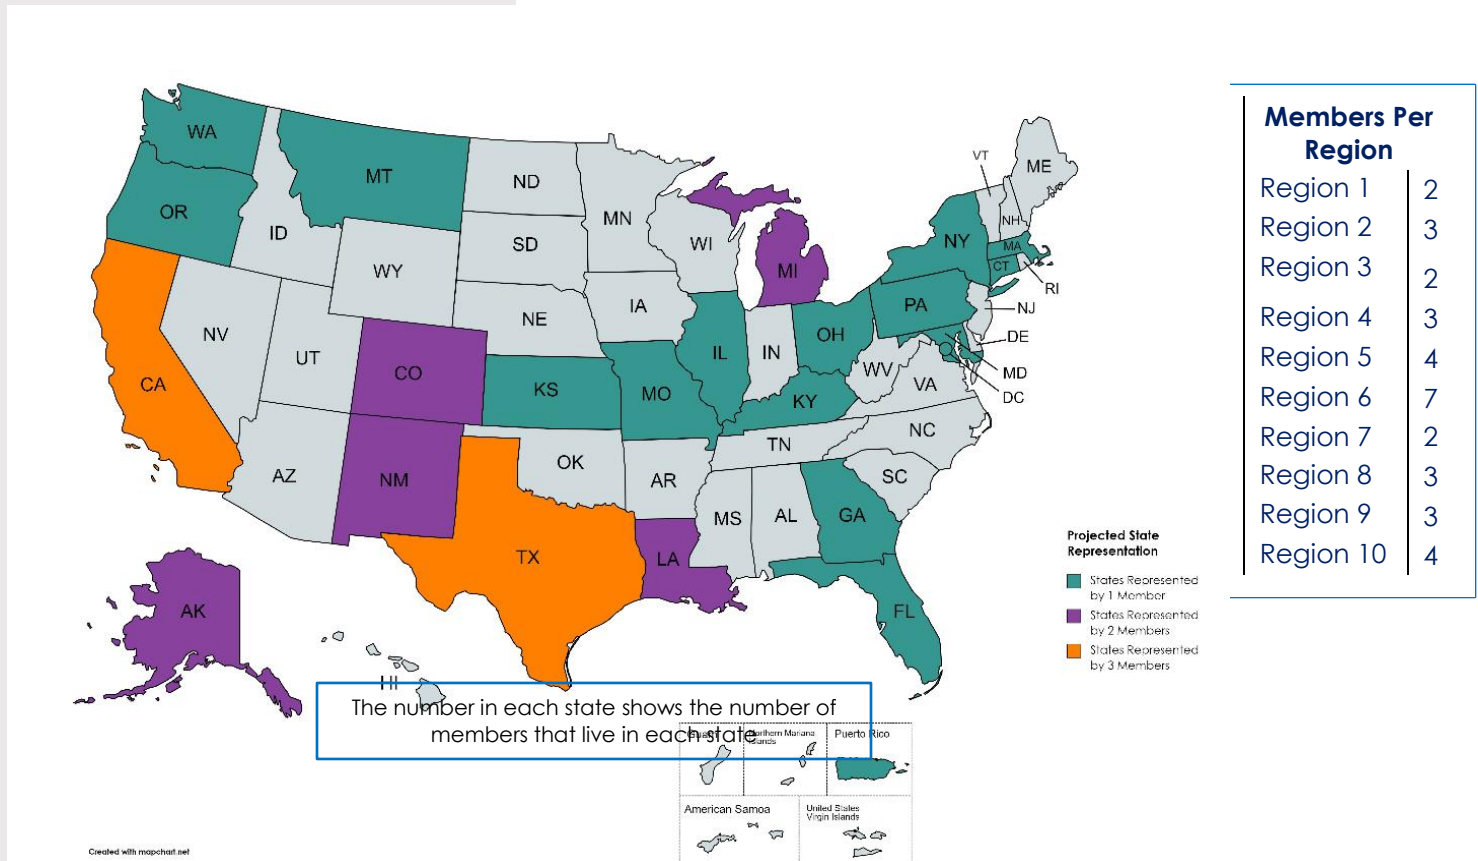 WA
MT
ND
MN
VT
ME
OR
ID
SD
WI
NH
NY
MA
WY
MI
CT
RI
NE
IA
PA
NJ
NV
UT
CO
IL
IN
OH
DE
WV
VA
MD
DC
CA
KS
MO
KY
NC
TN
AZ
NM
OK
AR
SC
MS
AL
GA
TX
LA
FL
AK
HI
Members Per
Region
Region 1 2
Region 2 3
Region 3 2
Region 4 3
Region 5 4
Region 6 7
Region 7 2
Region 8 3
Region 9 3
Region 10 4
Projected State
Representation
States Represented
by 1 Member
States Represented
by 2 Members
States Represented
by 3 Members
The number in each state shows the number of
members that live in each state
Northern Mariana
Islands
Puerto Rico
American Samoa
United States
Virgin Islands
Created with mapchart.net